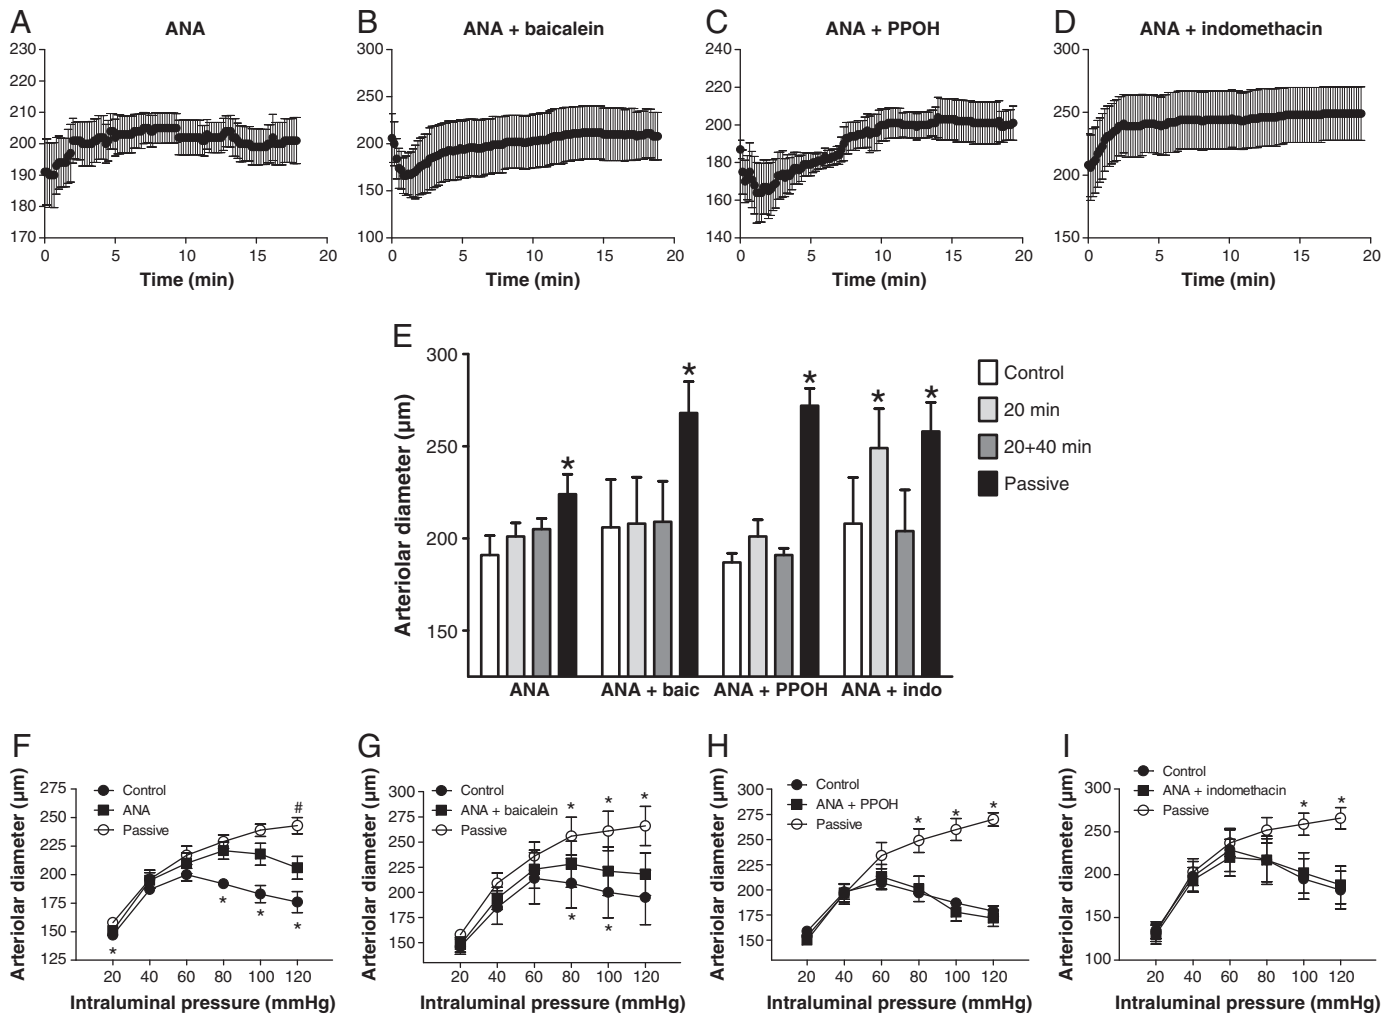 A
ANA
230
220
210
200
190
180
170
0
5
10
15
20
Time (min)
B
ANA + baicalein
300
250
200
150
100
0
5
10
15
20
Time (min)
C
ANA + PPOH
240
220
200
180
160
140
0
5
10
15
20
Time (min)
D
ANA + indomethacin
300
250
200
150
0
5
10
15
20
Time (min)
E
Arteriolar diameter (µm)
300
250
200
150
*
*
*
*
*
ANA
ANA + baic
ANA + PPOH
ANA + indo
Control
20 min
20+40 min
Passive
F
Arteriolar diameter (µm)
275
250
225
200
175
150
125
Control
ANA
Passive
#
*
*
*
*
20
40
60
80
100
120
Intraluminal pressure (mmHg)
G
Arteriolar diameter (µm)
300
275
250
225
200
175
150
Control
ANA + baicalein
Passive
*
*
*
*
*
20
40
60
80
100
120
Intraluminal pressure (mmHg)
H
Arteriolar diameter (µm)
300
250
200
150
Control
ANA + PPOH
Passive
*
*
*
20
40
60
80
100
120
Intraluminal pressure (mmHg)
I
Arteriolar diameter (µm)
300
250
200
150
100
Control
ANA + indomethacin
Passive
*
*
20
40
60
80
100
120
Intraluminal pressure (mmHg)